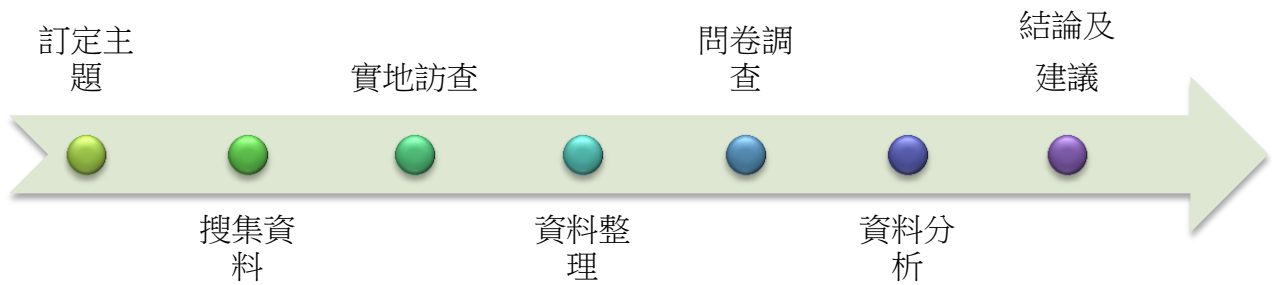 訂定主
題
搜集資
料
實地訪查
資料整
理
問卷調
查
資料分
析
結論及
建議